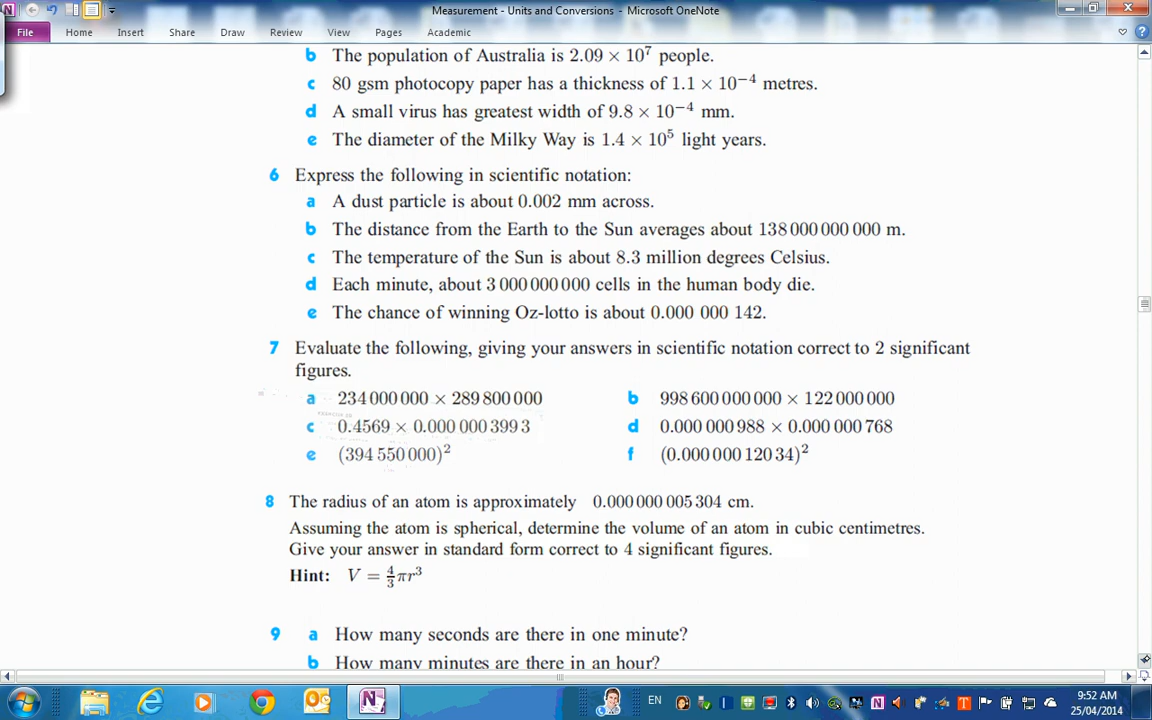 Measurement - Units and Conversions - Microsoft OneNote
File Home Insert Share Draw Review View Pages Academic
b The population of Australia is 2.09 × 10⁷ people.
c 80 gsm photocopy paper has a thickness of 1.1 × 10⁻⁴ metres.
d A small virus has greatest width of 9.8 × 10⁻⁴ mm.
e The diameter of the Milky Way is 1.4 × 10⁵ light years.
6 Express the following in scientific notation:
a A dust particle is about 0.002 mm across.
b The distance from the Earth to the Sun averages about 138 000 000 000 m.
c The temperature of the Sun is about 8.3 million degrees Celsius.
d Each minute, about 3 000 000 000 cells in the human body die.
e The chance of winning Oz-lotto is about 0.000 000 142.
7 Evaluate the following, giving your answers in scientific notation correct to 2 significant
figures.
a 234 000 000 × 289 800 000 b 998 600 000 000 × 122 000 000
c 0.4569 × 0.000 000 399 3 d 0.000 000 988 × 0.000 000 768
e (394 550 000)² f (0.000 000 120 34)²
8 The radius of an atom is approximately 0.000 000 005 304 cm.
Assuming the atom is spherical, determine the volume of an atom in cubic centimetres.
Give your answer in standard form correct to 4 significant figures.
Hint: V = 4/3 πr³
9 a How many seconds are there in one minute?
b How many minutes are there in an hour?
EN
9:52 AM
25/04/2014